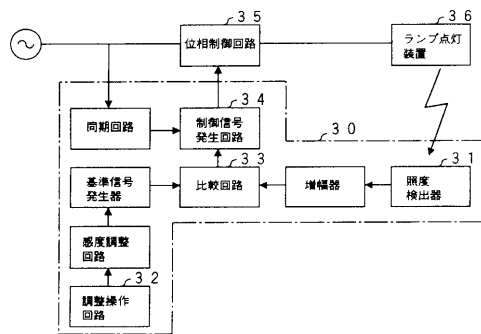 35
位相制御回路
36
ランプ点灯
装置
34
同期回路
制御信号
発生回路
30
33
31
基準信号
発生器
比較回路
増幅器
照度
検出器
感度調整
回路
32
調整操作
回路